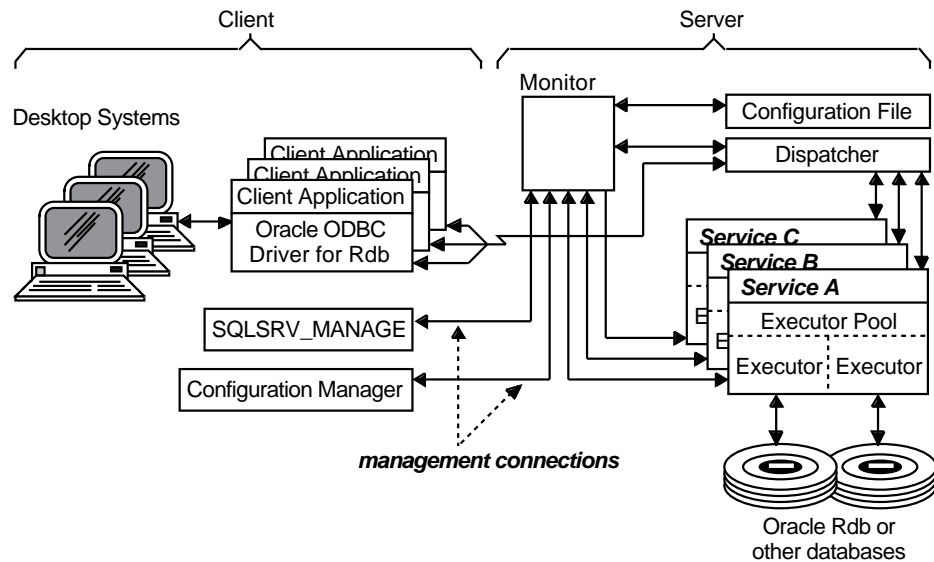 Client
Server
Monitor
Desktop Systems
Configuration File
Dispatcher
Client Application
Client Application
Client Application
Oracle ODBC
Driver for Rdb
Service C
Service B
Service A
Executor Pool
E
E
Executor
Executor
SQLSRV_MANAGE
Configuration Manager
management connections
Oracle Rdb or
other databases